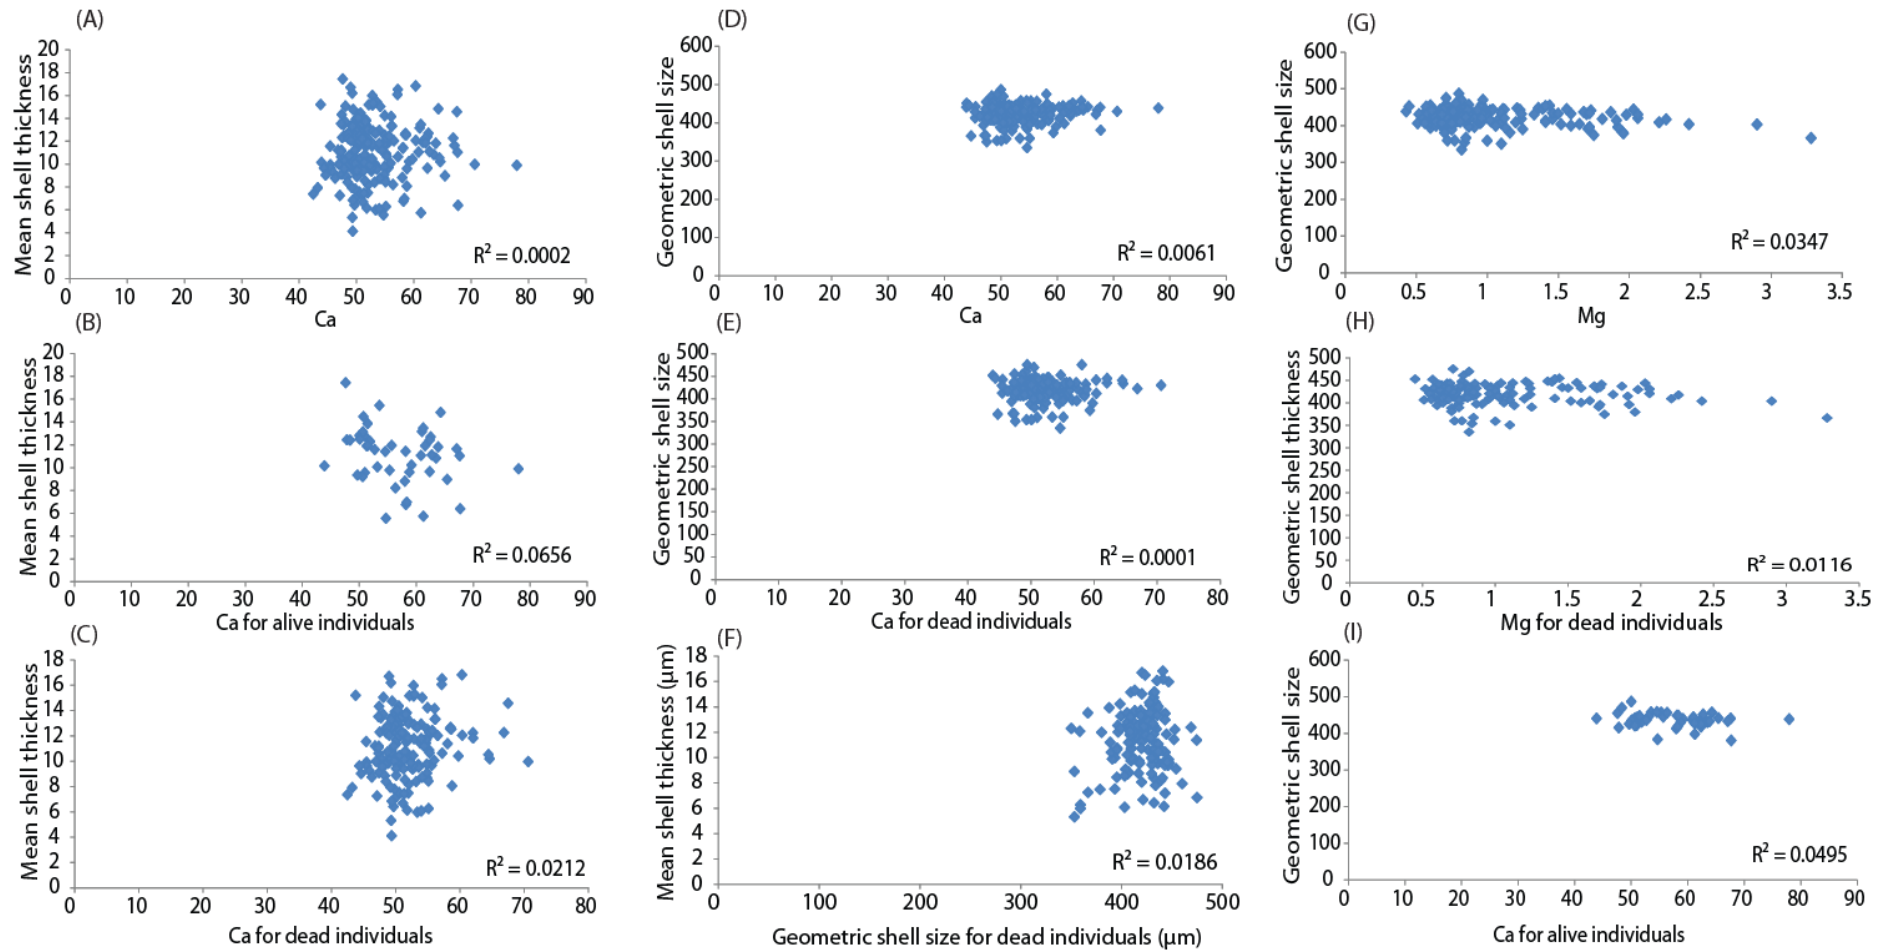 (A)
Mean shell thickness
20
18
16
14
12
10
8
6
4
2
0
R² = 0.0002
0 10 20 30 40 50 60 70 80 90
Ca
(B)
Mean shell thickness
20
18
16
14
12
10
8
6
4
2
0
R² = 0.0656
0 10 20 30 40 50 60 70 80 90
Ca for alive individuals
(C)
Mean shell thickness
18
16
14
12
10
8
6
4
2
0
R² = 0.0212
0 10 20 30 40 50 60 70 80
Ca for dead individuals
(D)
Geometric shell size
600
500
400
300
200
100
0
R² = 0.0061
0 10 20 30 40 50 60 70 80 90
Ca
(E)
Geometric shell size
500
450
400
350
300
250
200
150
100
50
0
R² = 0.0001
0 10 20 30 40 50 60 70 80
Ca for dead individuals
(F)
Mean shell thickness (μm)
18
16
14
12
10
8
6
4
2
0
R² = 0.0186
0 100 200 300 400 500
Geometric shell size for dead individuals (μm)
(G)
Geometric shell size
600
500
400
300
200
100
0
R² = 0.0347
0 0.5 1 1.5 2 2.5 3 3.5
Mg
(H)
Geometric shell thickness
500
450
400
350
300
250
200
150
100
50
0
R² = 0.0116
0 0.5 1 1.5 2 2.5 3 3.5
Mg for dead individuals
(I)
Geometric shell size
600
500
400
300
200
100
0
R² = 0.0495
0 10 20 30 40 50 60 70 80 90
Ca for alive individuals